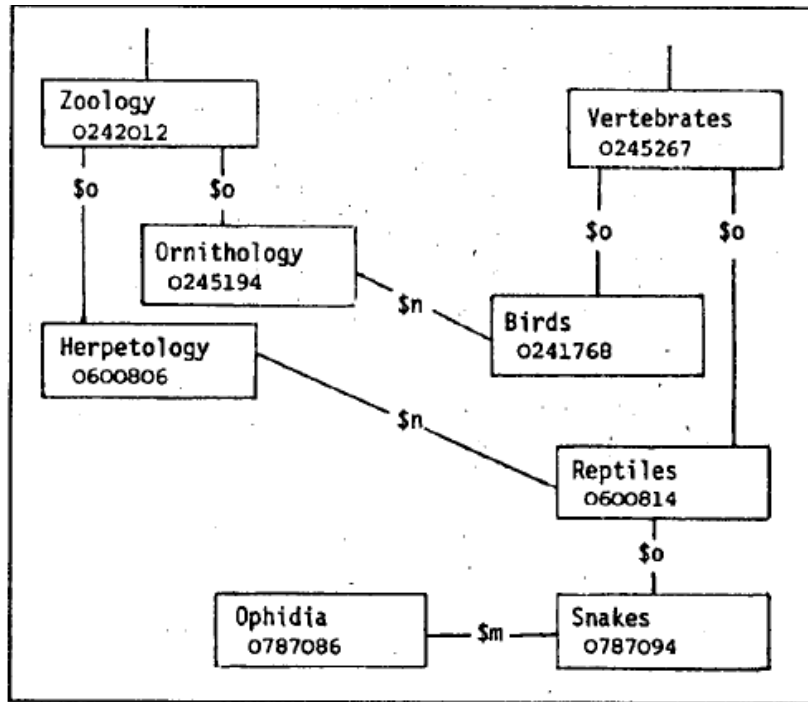 Zoology
0242012
Vertebrates
0245267
$o
$o
$o
$o
Ornithology
0245194
$n
Birds
0241768
Herpetology
0600806
$n
Reptiles
0600814
$o
Ophidia
0787086
$m
Snakes
0787094